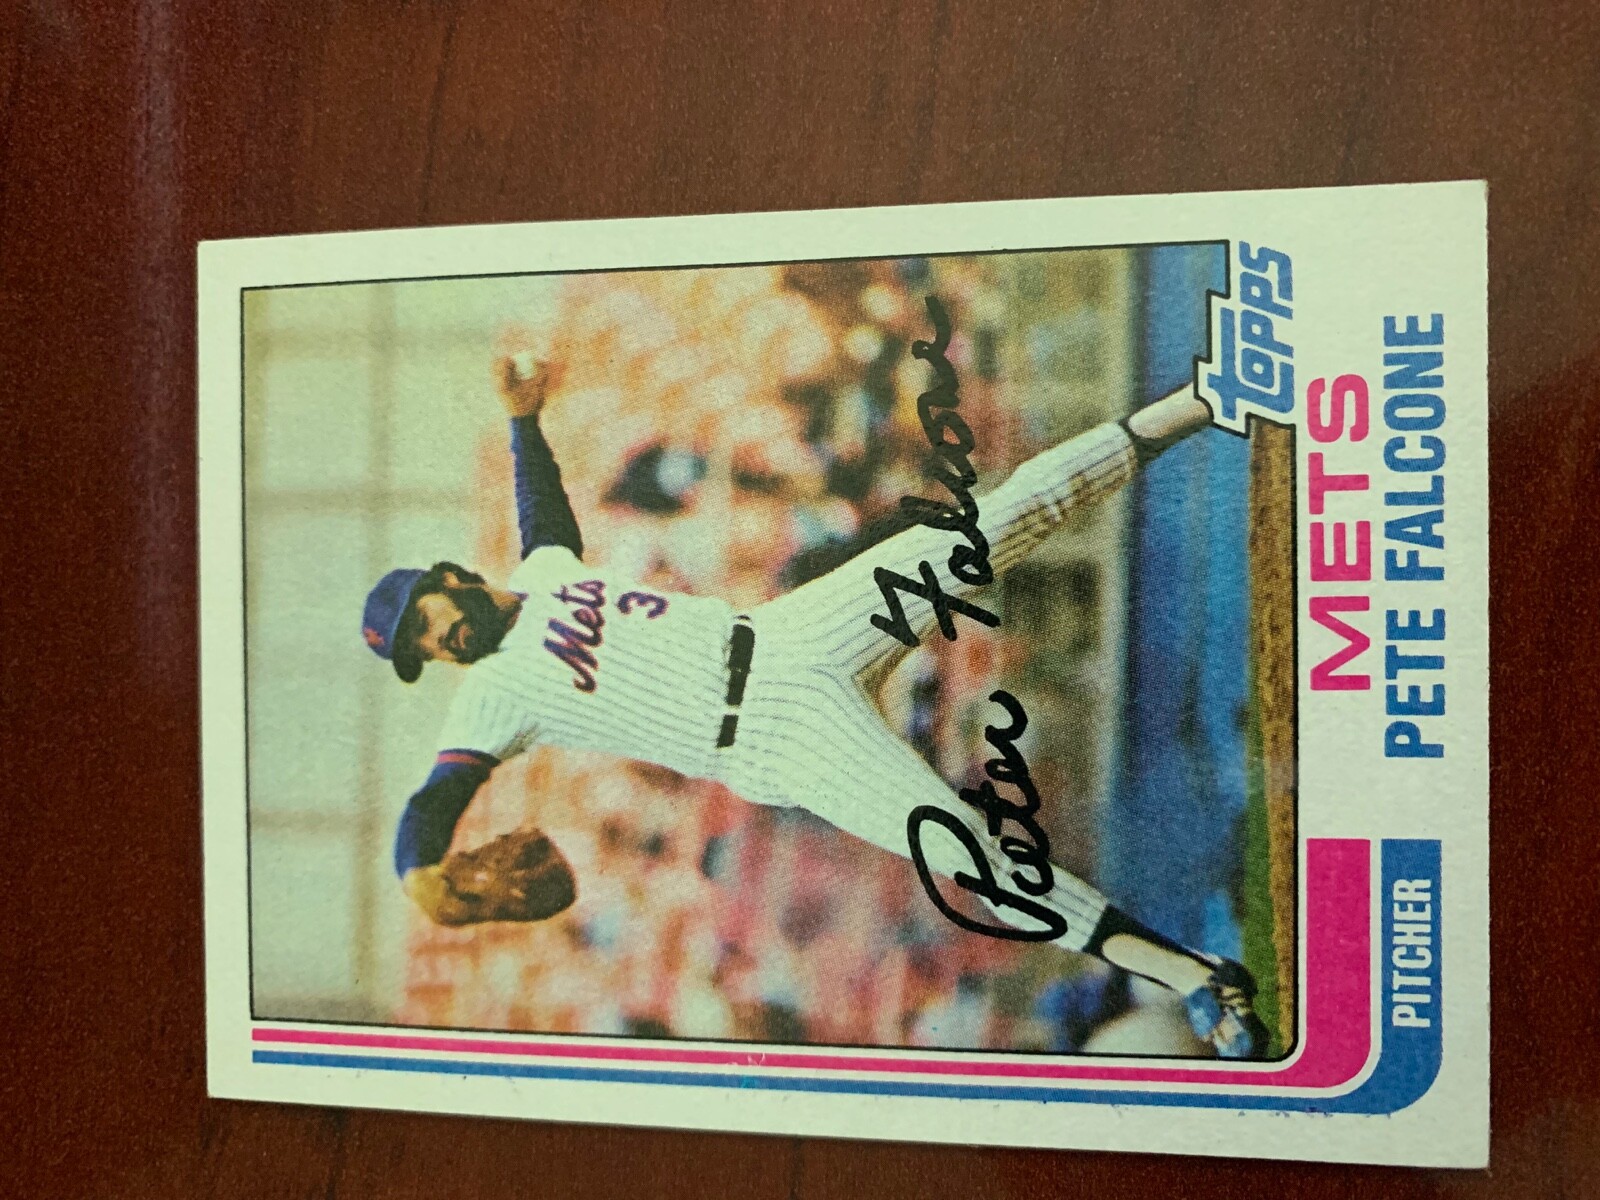 Mets
3
Peter Falcone
Topps
METS
PETE FALCONE
PITCHER